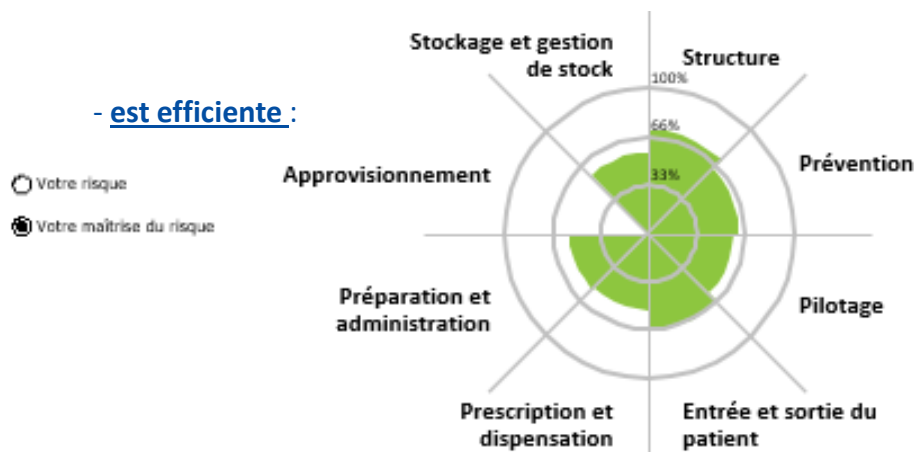 - est efficiente :
Votre risque
Votre maîtrise du risque
Stockage et gestion
de stock
Structure
100%
66%
33%
Prévention
Approvisionnement
Préparation et
administration
Pilotage
Prescription et
dispensation
Entrée et sortie du
patient